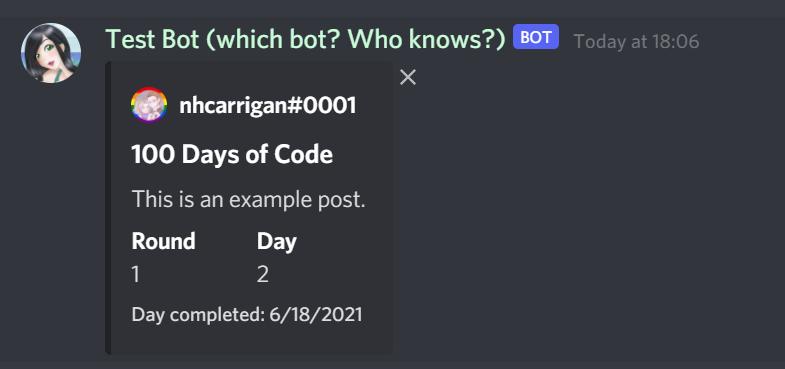 Test Bot (which bot? Who knows?) BOT Today at 18:06
nhcarrigan#0001
100 Days of Code
This is an example post.
Round Day
1 2
Day completed: 6/18/2021